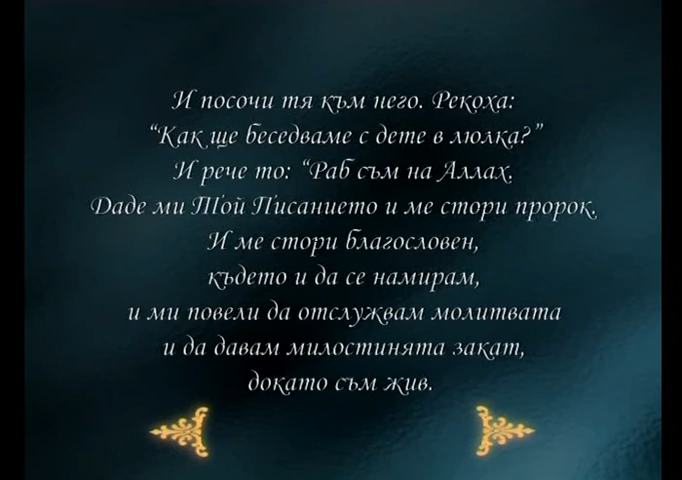 И посочи тя към него. Рекоха:
“Как ще беседваме с дете в люлка?”
И рече то: “Раб съм на Аллах.
Даде ми Той Писанието и ме стори пророк.
И ме стори благословен,
където и да се намирам,
и ми повели да отслужвам молитвата
и да давам милостинята закат,
докато съм жив.